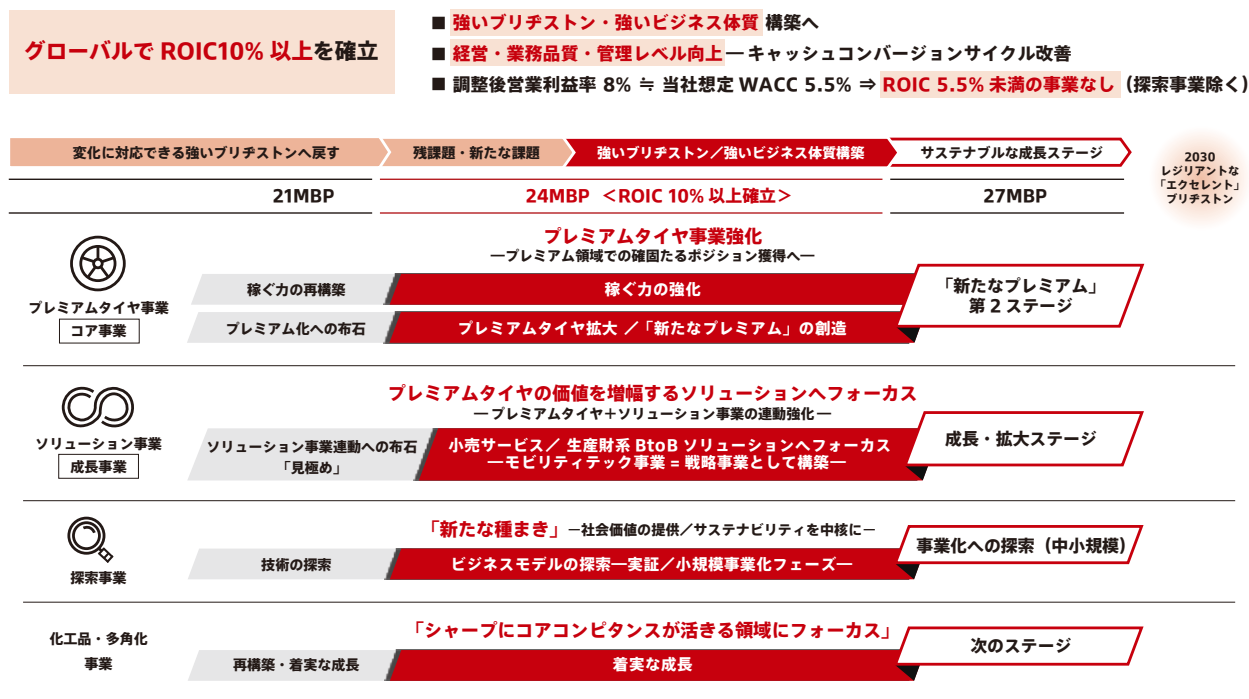 グローバルで ROIC10% 以上を確立
■ 強いブリヂストン・強いビジネス体質 構築へ
■ 経営・業務品質・管理レベル向上 ― キャッシュコンバージョンサイクル改善
■ 調整後営業利益率 8% ≒ 当社想定 WACC 5.5% ⇒ ROIC 5.5% 未満の事業なし (探索事業除く)
変化に対応できる強いブリヂストンへ戻す
残課題・新たな課題
強いブリヂストン／強いビジネス体質構築
サステナブルな成長ステージ
2030
レジリアントな
「エクセレント」
ブリヂストン
21MBP
24MBP ＜ROIC 10% 以上確立＞
27MBP
プレミアムタイヤ事業
コア事業
プレミアムタイヤ事業強化
―プレミアム領域での確固たるポジション獲得へ―
稼ぐ力の再構築
稼ぐ力の強化
プレミアム化への布石
プレミアムタイヤ拡大 ／「新たなプレミアム」の創造
「新たなプレミアム」
第 2 ステージ
ソリューション事業
成長事業
プレミアムタイヤの価値を増幅するソリューションへフォーカス
― プレミアムタイヤ＋ソリューション事業の連動強化 ―
ソリューション事業連動への布石
「見極め」
小売サービス／ 生産財系 BtoB ソリューションへフォーカス
―モビリティテック事業 = 戦略事業として構築―
成長・拡大ステージ
探索事業
「新たな種まき」 ―社会価値の提供／サステナビリティを中核に―
技術の探索
ビジネスモデルの探索―実証／小規模事業化フェーズ―
事業化への探索（中小規模）
化工品・多角化
事業
「シャープにコアコンピタンスが活きる領域にフォーカス」
再構築・着実な成長
着実な成長
次のステージ